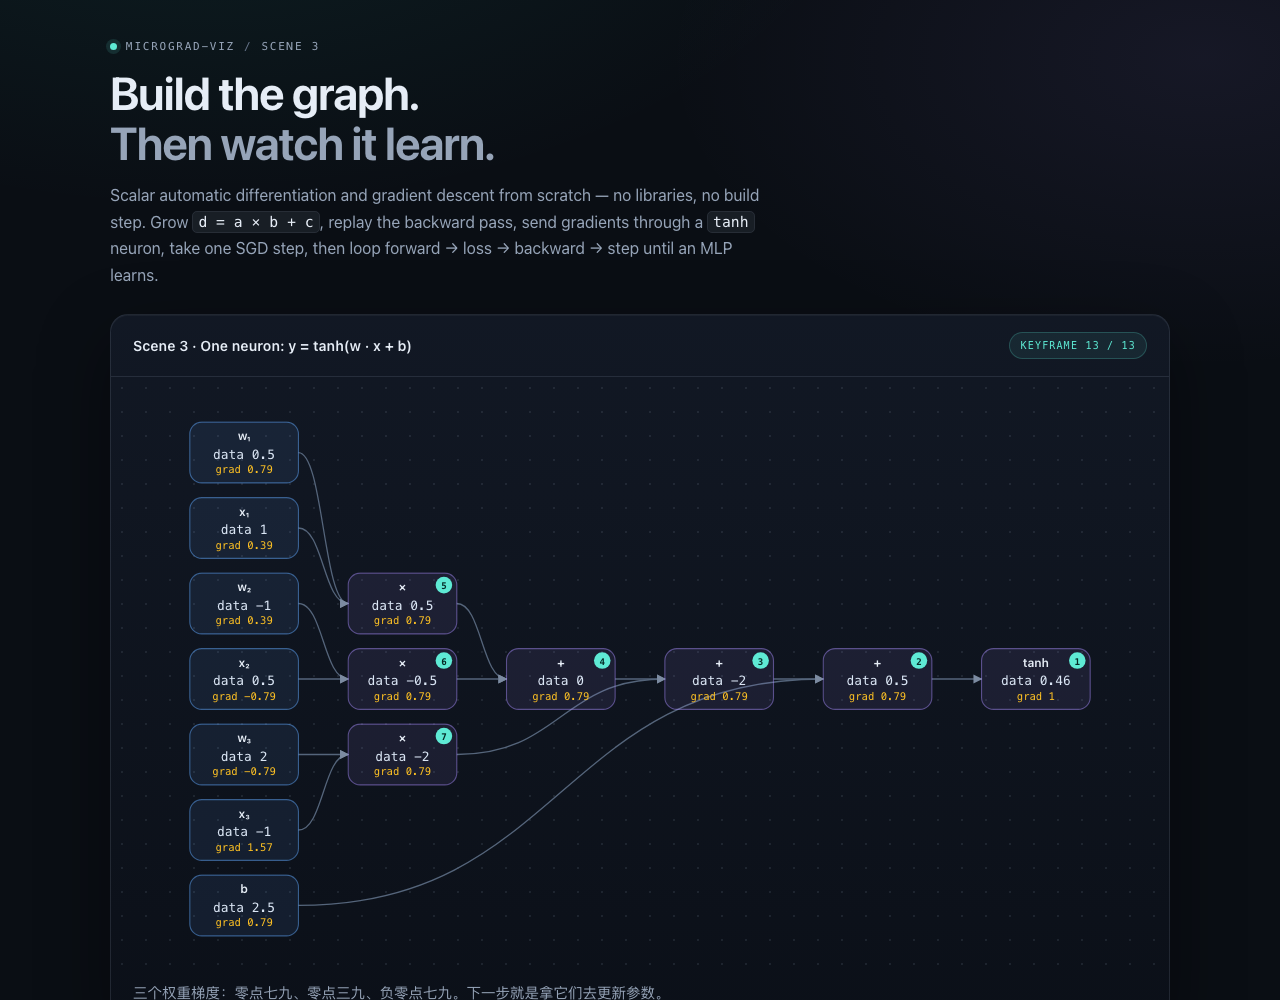 MICROGRAD-VIZ / SCENE 3
Build the graph.
Then watch it learn.
Scalar automatic differentiation and gradient descent from scratch — no libraries, no build
step. Grow d = a × b + c, replay the backward pass, send gradients through a tanh
neuron, take one SGD step, then loop forward → loss → backward → step until an MLP
learns.
Scene 3 · One neuron: y = tanh(w · x + b)
KEYFRAME 13 / 13
w₁
data 0.5
grad 0.79
x₁
data 1
grad 0.39
w₂
data −1
grad 0.39
x₂
data 0.5
grad −0.79
w₃
data 2
grad −0.79
x₃
data −1
grad 1.57
b
data 2.5
grad 0.79
× 5
data 0.5
grad 0.79
× 6
data −0.5
grad 0.79
× 7
data −2
grad 0.79
+ 4
data 0
grad 0.79
+ 3
data −2
grad 0.79
+ 2
data 0.5
grad 0.79
tanh 1
data 0.46
grad 1
三个权重梯度：零点七九、零点三九、负零点七九。下一步就是拿它们去更新参数。